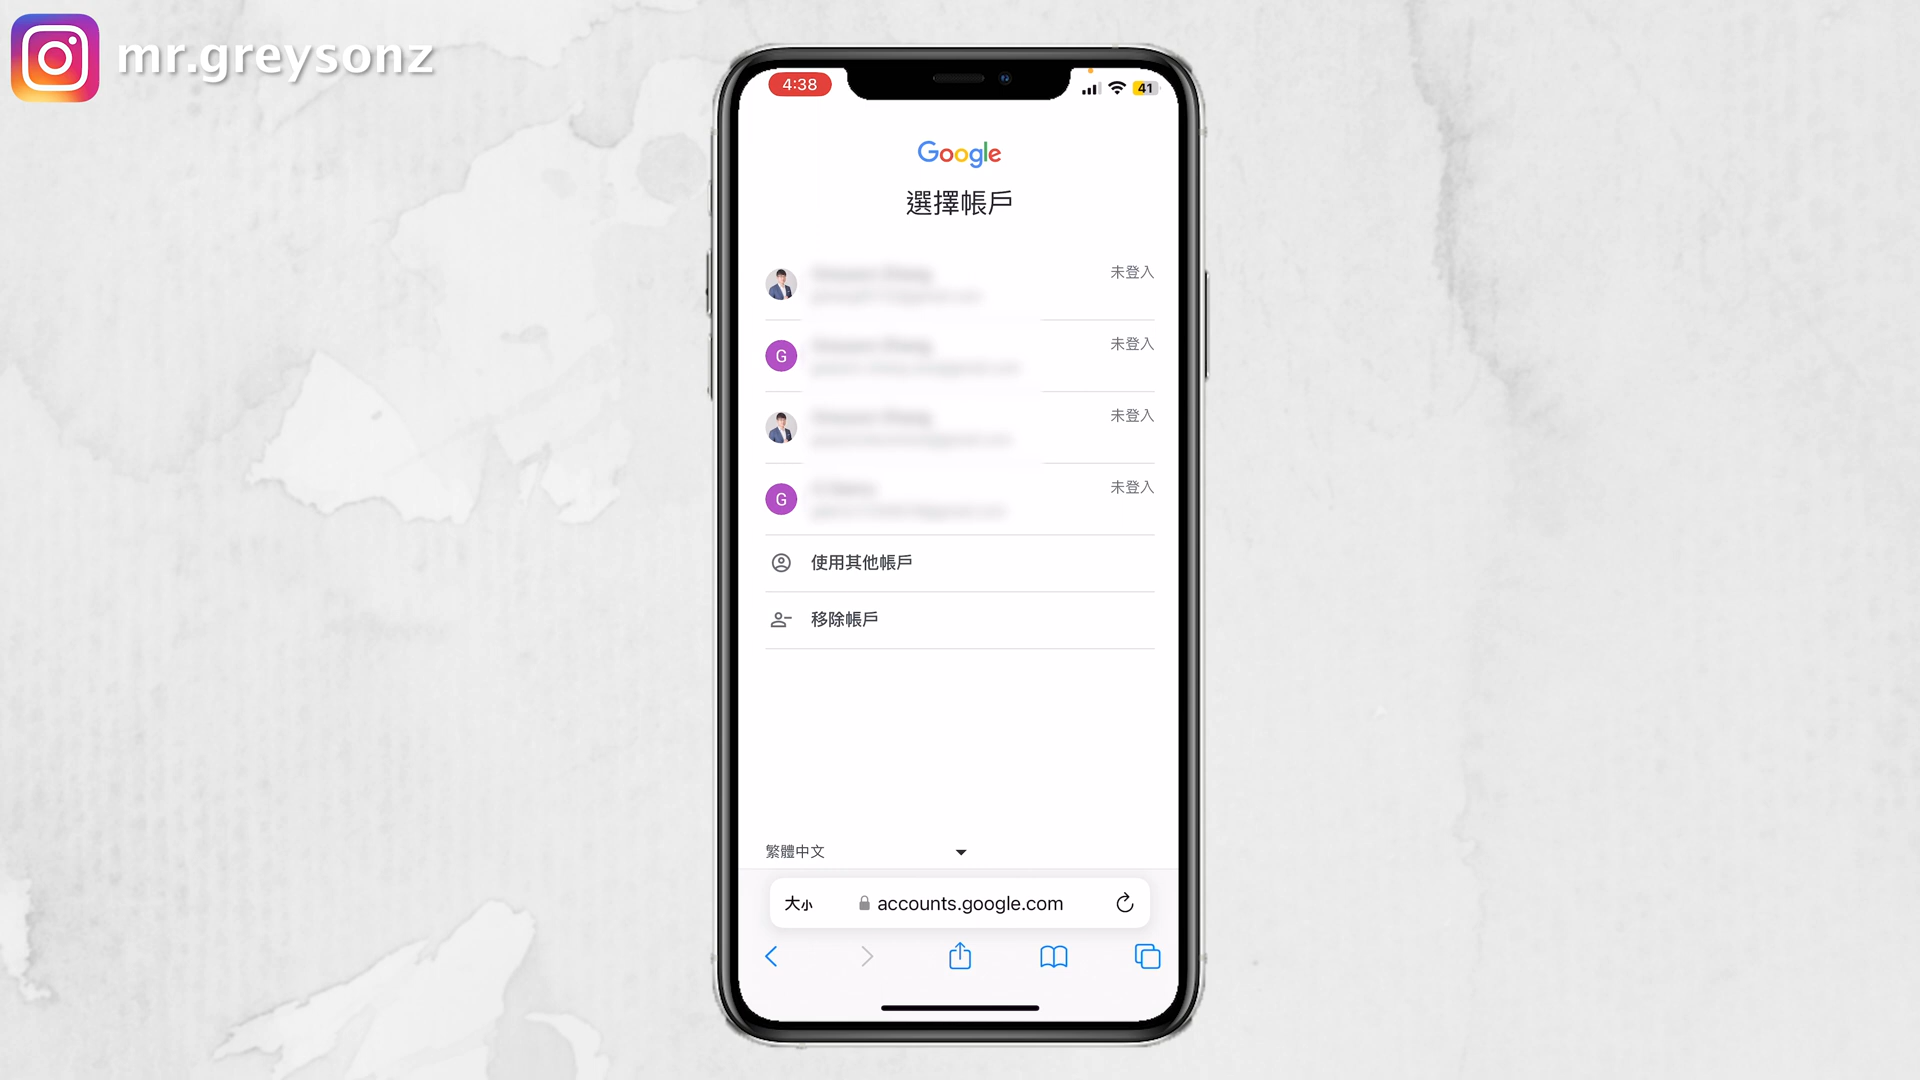 mr.greysonz
4:38
41
Google
選擇帳戶
未登入
G
未登入
未登入
G
未登入
使用其他帳戶
移除帳戶
繁體中文
大小
accounts.google.com